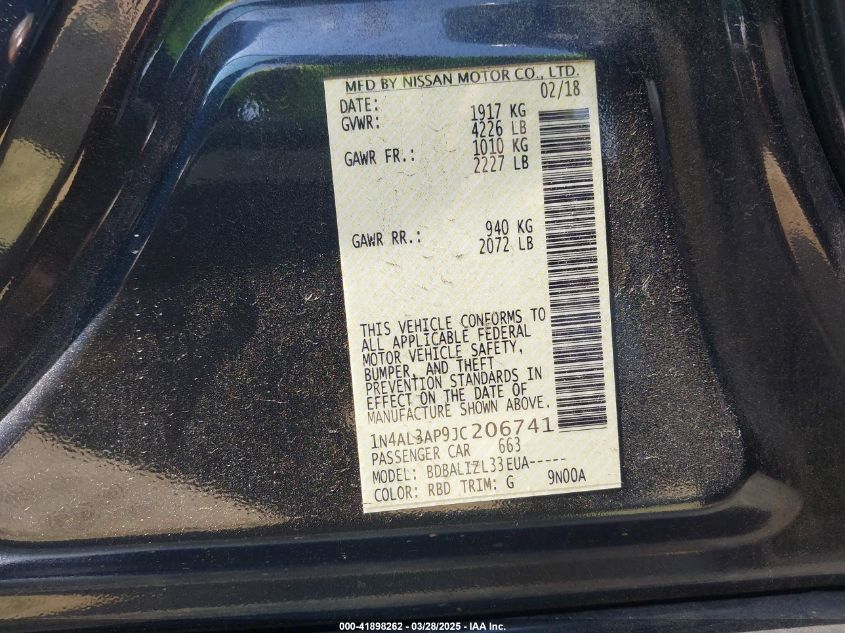 MFD BY NISSAN MOTOR CO., LTD.
DATE: 02/18
GVWR: 1917 KG
4226 LB
GAWR FR.: 1010 KG
2227 LB
GAWR RR.: 940 KG
2072 LB
THIS VEHICLE CONFORMS TO
ALL APPLICABLE FEDERAL
MOTOR VEHICLE SAFETY,
BUMPER, AND THEFT
PREVENTION STANDARDS IN
EFFECT ON THE DATE OF
MANUFACTURE SHOWN ABOVE.
1N4AL3AP9JC206741
PASSENGER CAR 663
MODEL: BDBALIZL33EUA-----
COLOR: RBD TRIM: G 9N00A
000-41898262 - 03/28/2025 - IAA Inc.